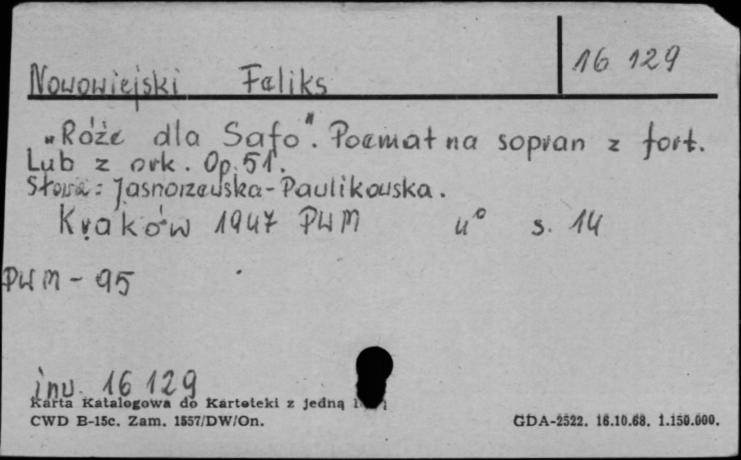 16 129
Nowowiejski Feliks
„Róże dla Safo". Poemat na sopran z fort.
Lub z ork. Op. 51.
Słowa: Jasnorzewska-Pawlikowska.
Kraków 1947 PWM 4° s. 14
PWM - 95
inw. 16 129
Karta Katalogowa do Kartoteki z jedną
CWD B-15c. Zam. 1557/DW/On.
GDA-2522. 16.10.68. 1.150.000.